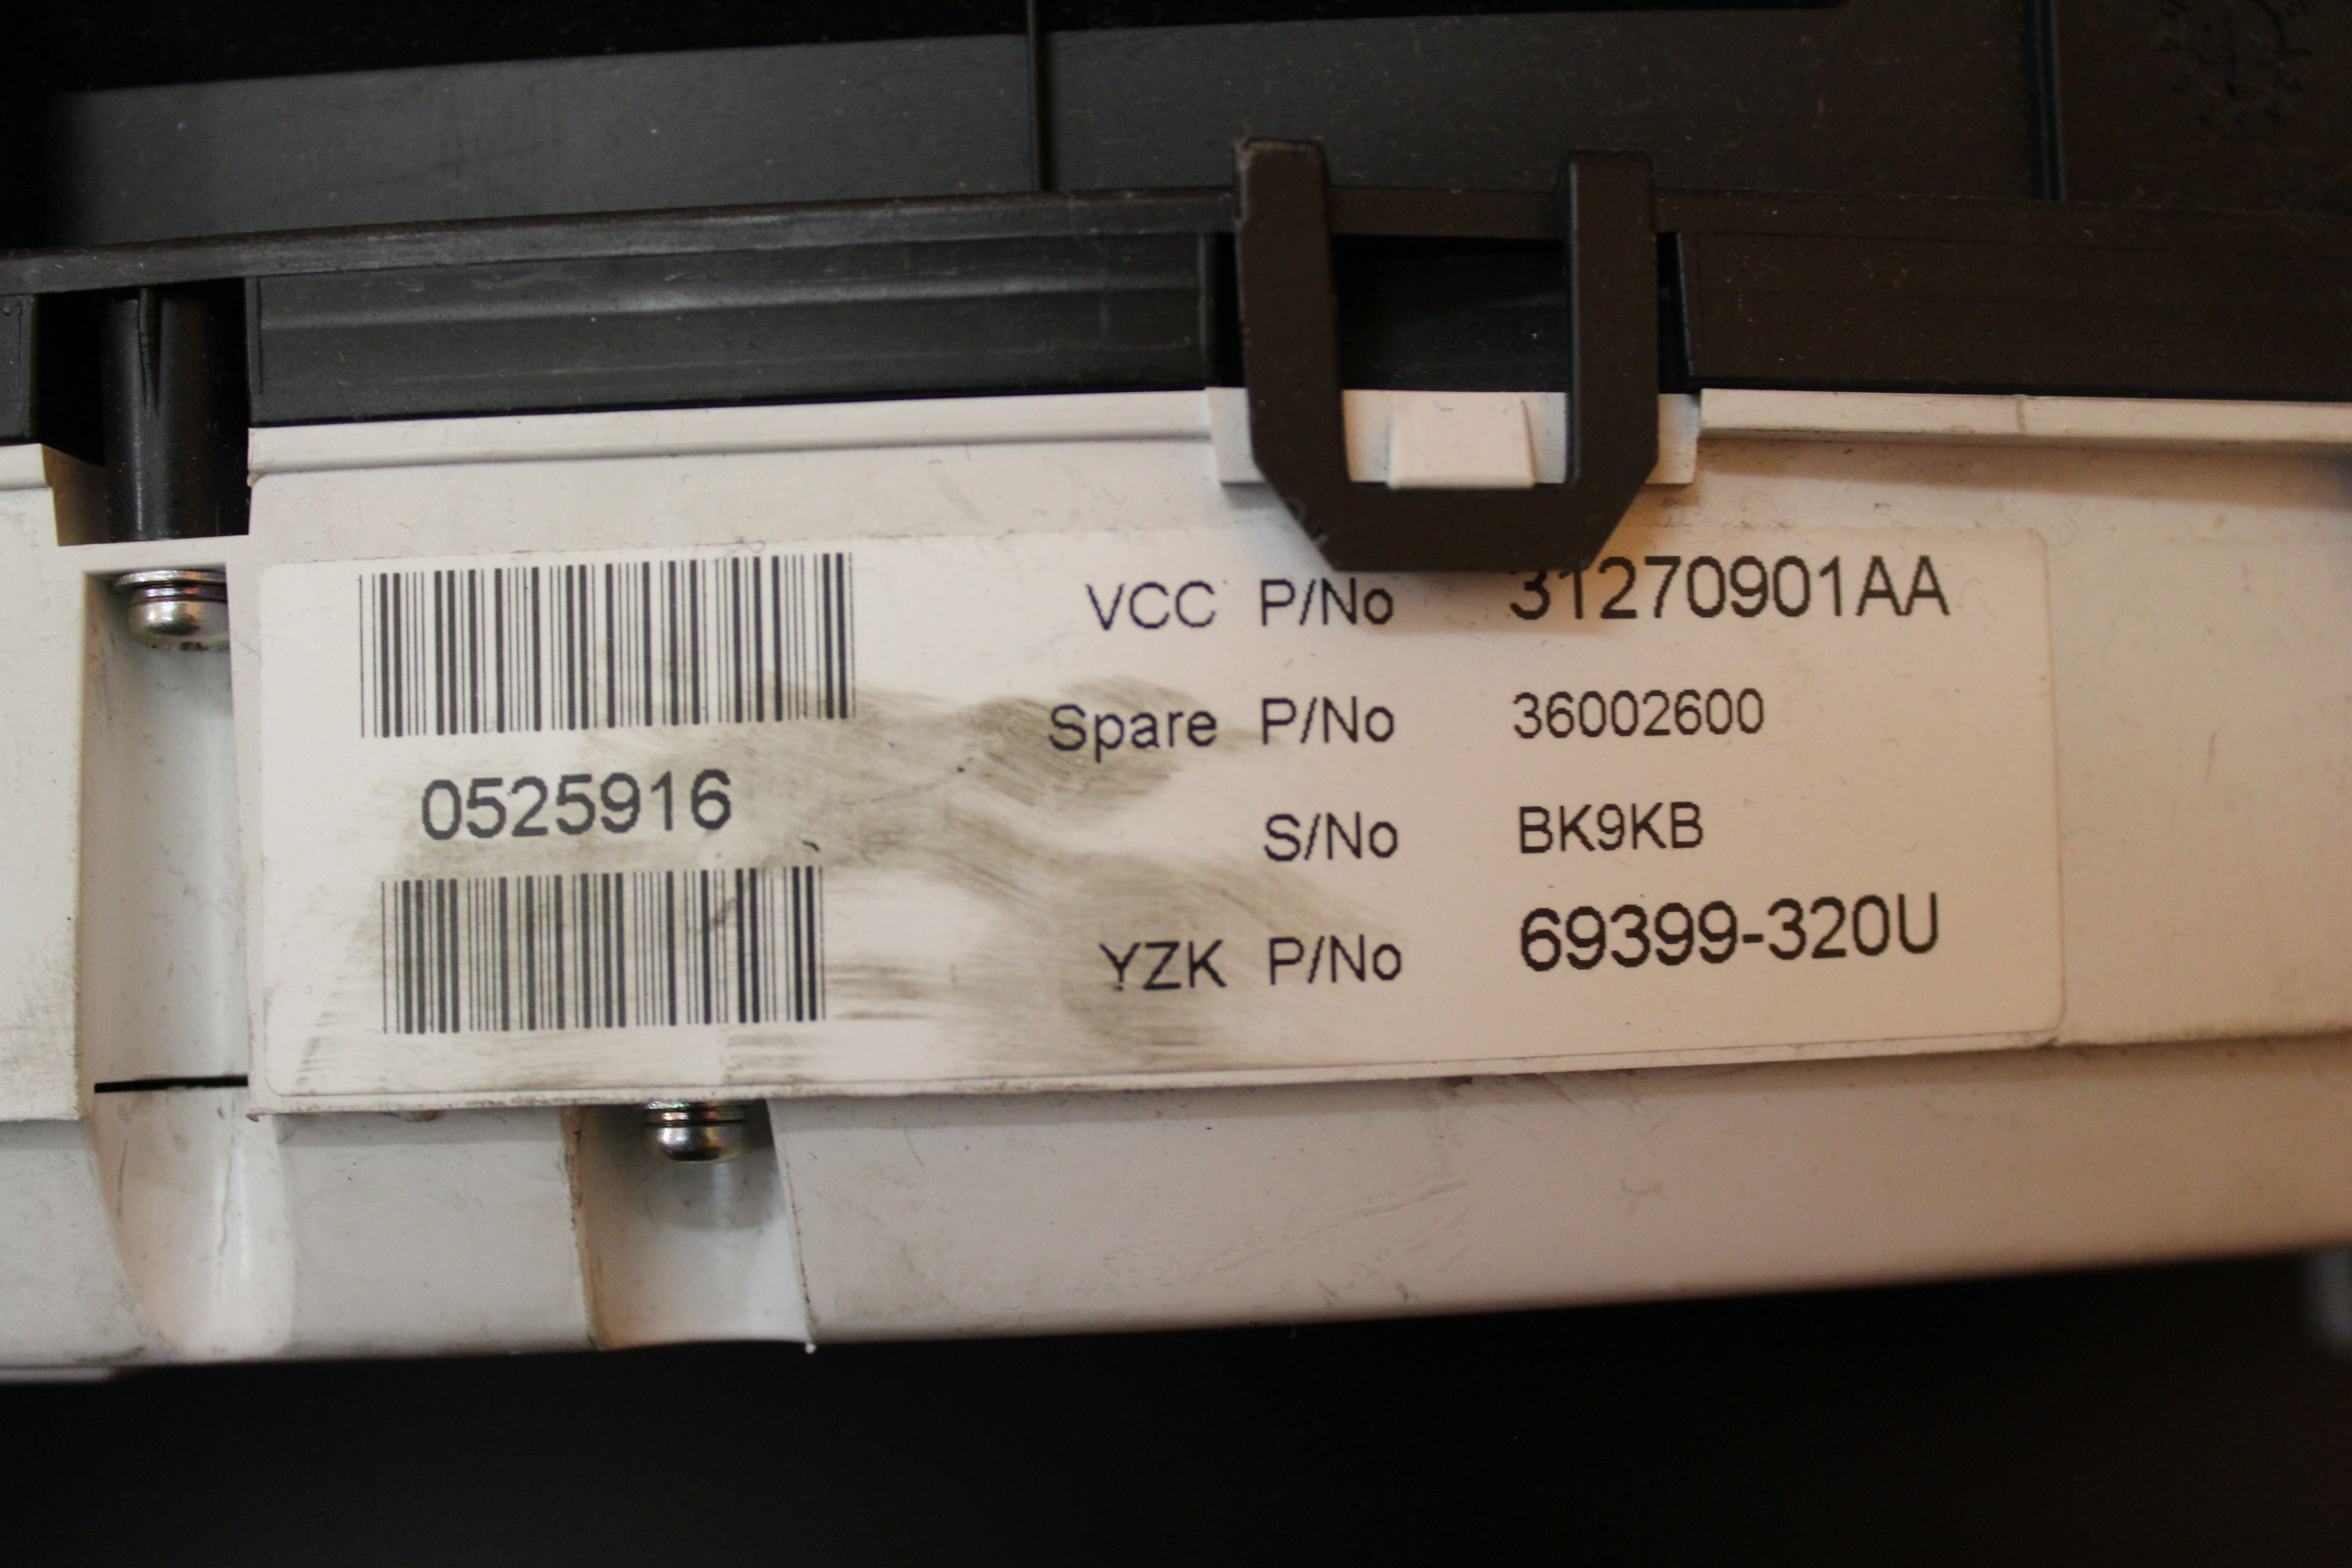 VCC P/No 31270901AA
Spare P/No 36002600
0525916
S/No BK9KB
YZK P/No 69399-320U